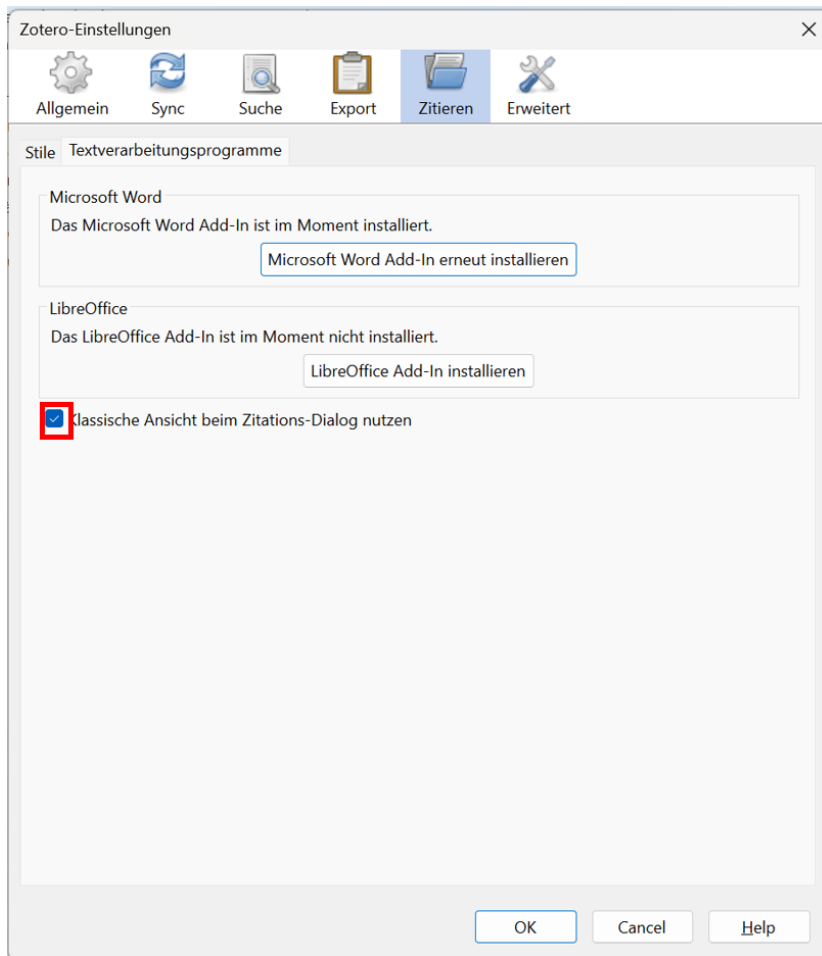 Zotero-Einstellungen
Allgemein Sync Suche Export Zitieren Erweitert
Stile Textverarbeitungsprogramme
Microsoft Word
Das Microsoft Word Add-In ist im Moment installiert.
Microsoft Word Add-In erneut installieren
LibreOffice
Das LibreOffice Add-In ist im Moment nicht installiert.
LibreOffice Add-In installieren
Klassische Ansicht beim Zitations-Dialog nutzen
OK Cancel Help